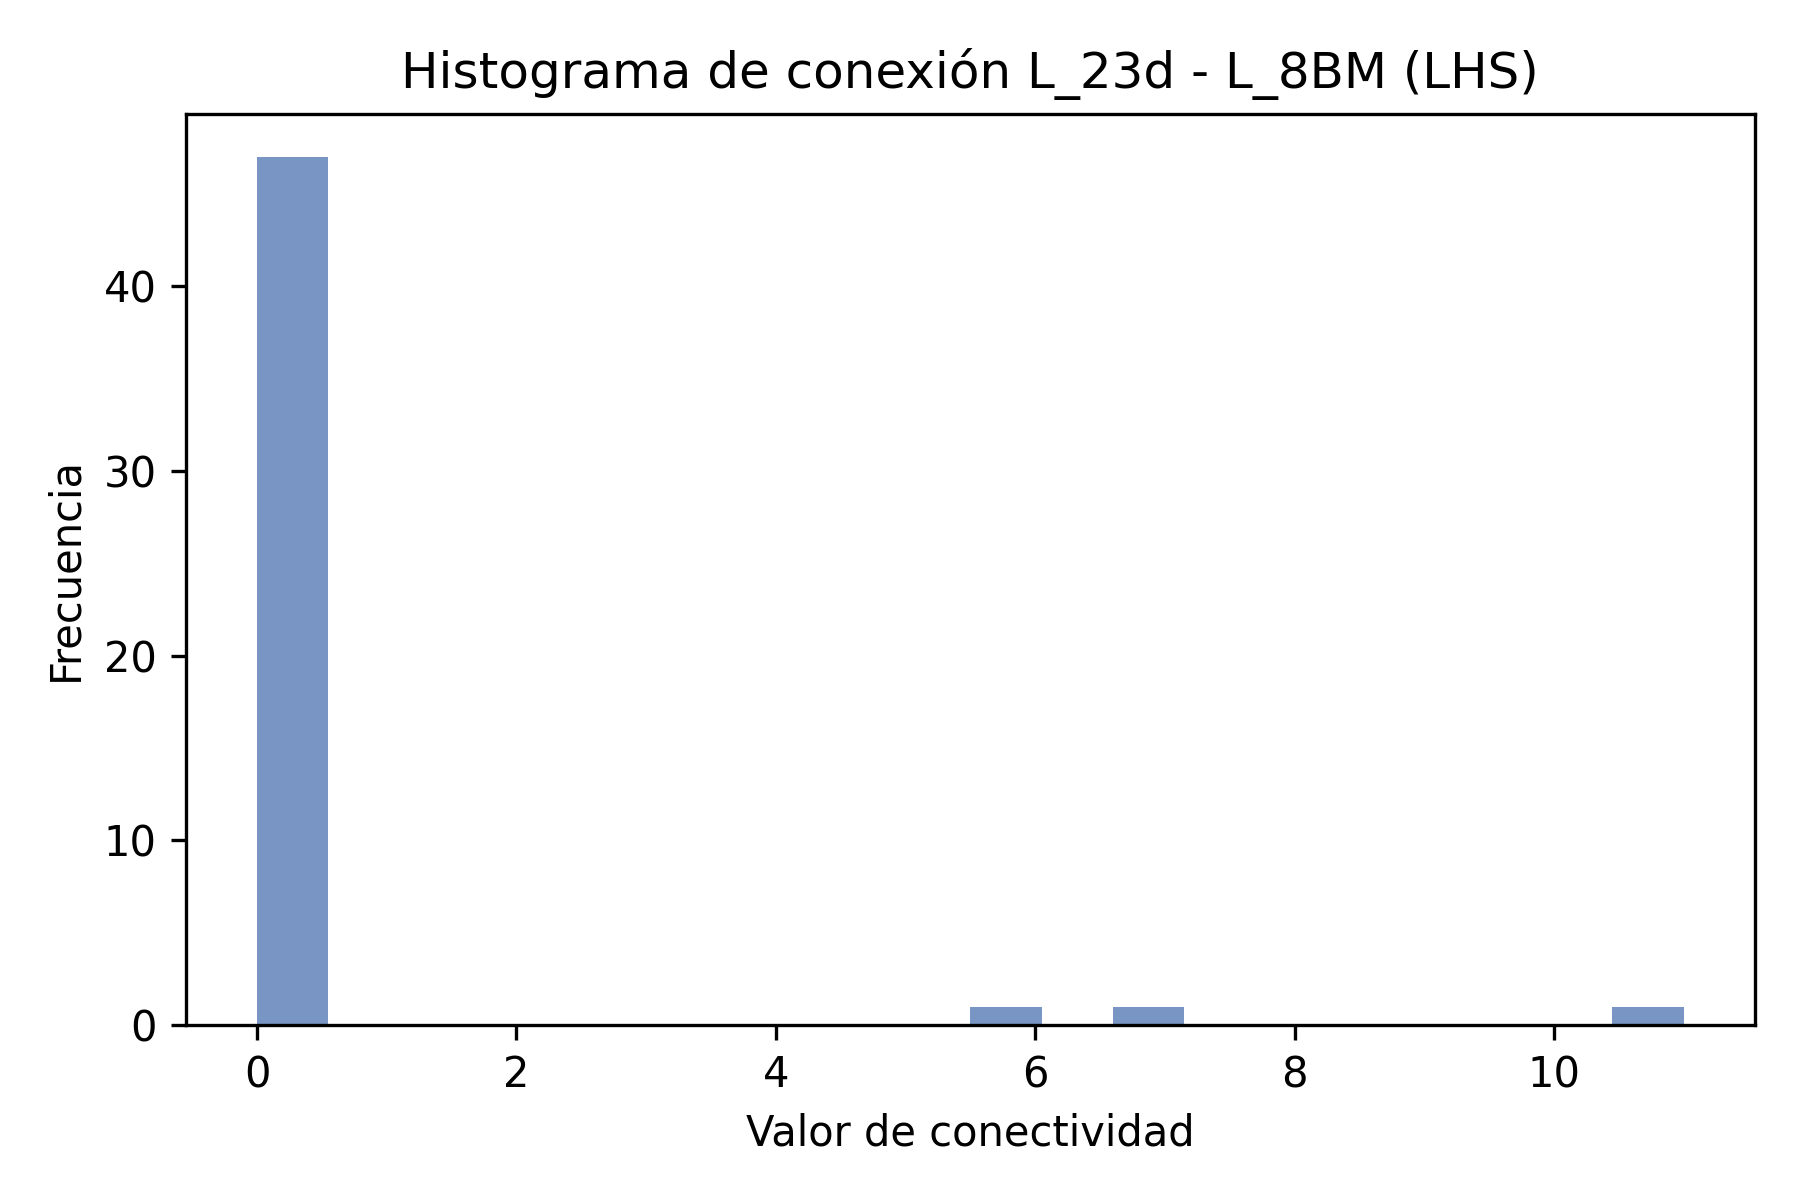 Histograma de conexión L_23d - L_8BM (LHS)
Frecuencia
40
30
20
10
0
0 2 4 6 8 10
Valor de conectividad